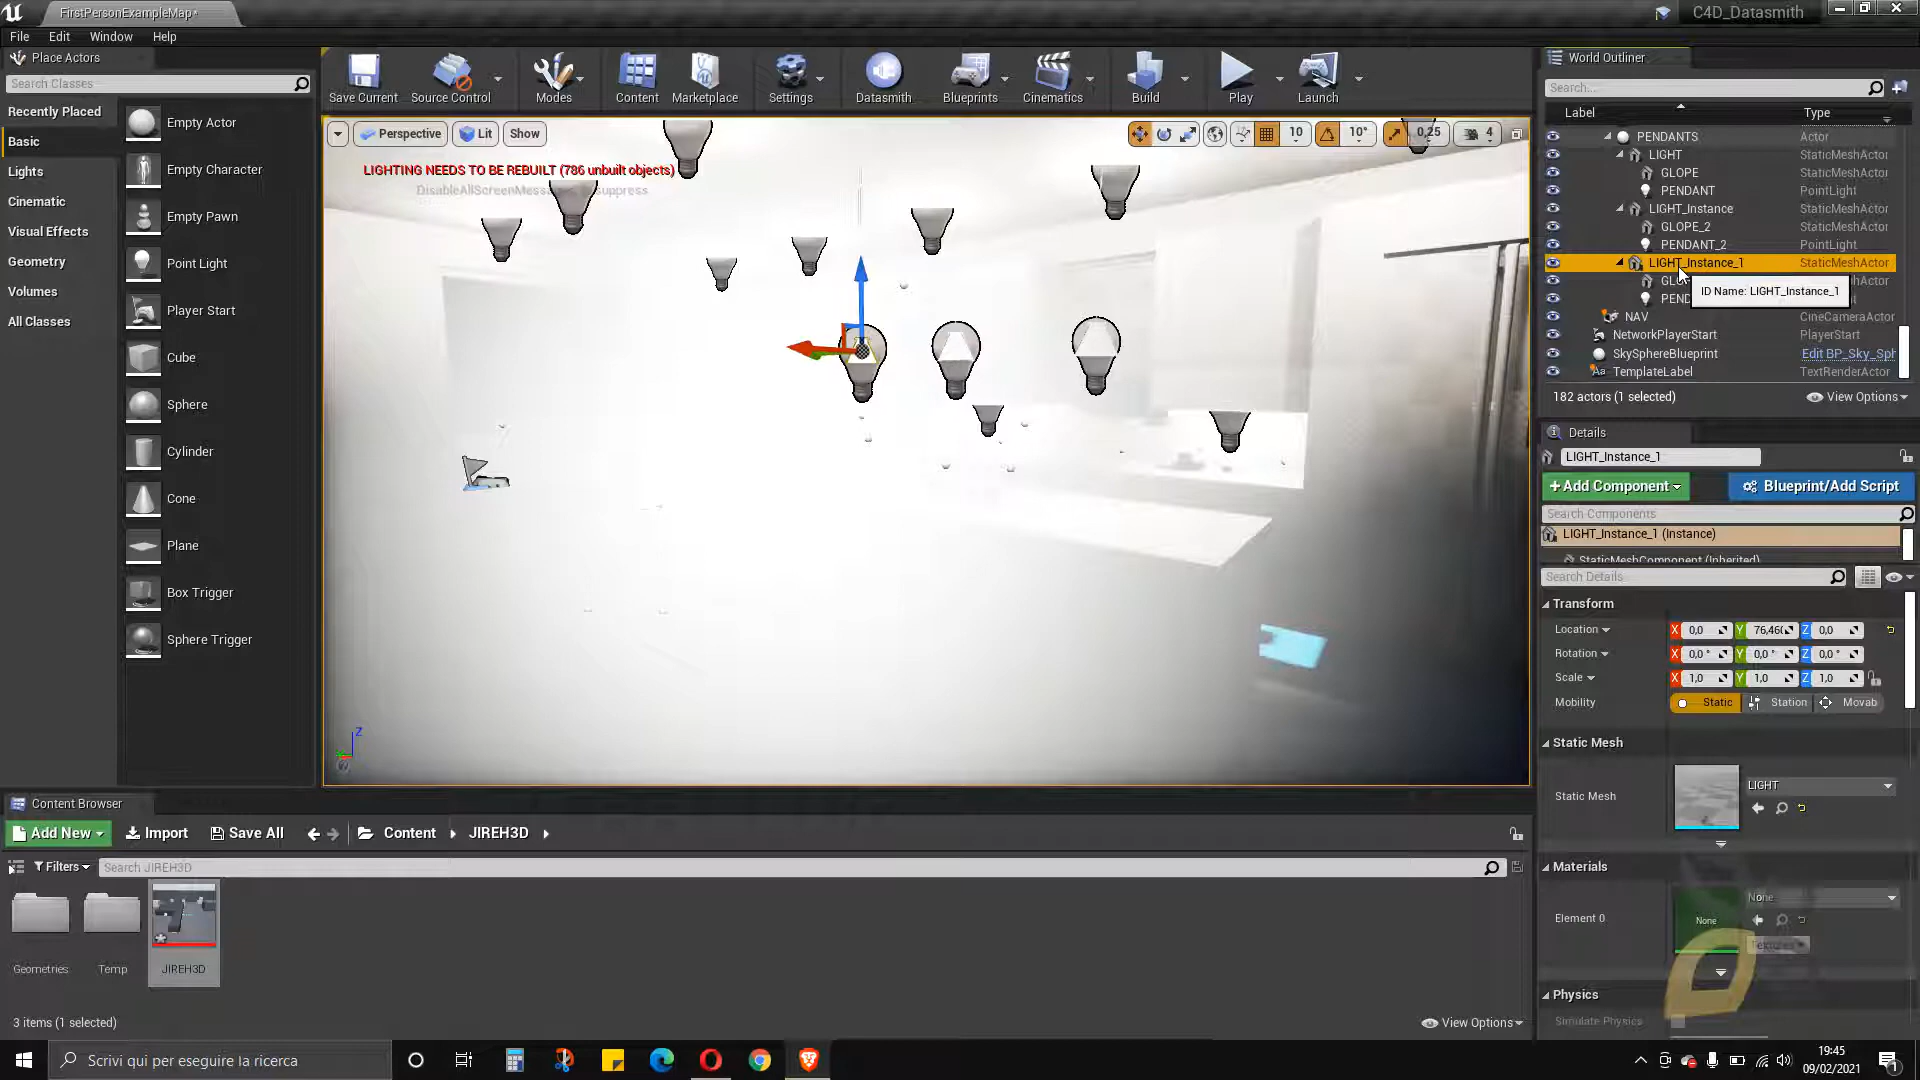 FirstPersonExampleMap*
C4D_Datasmith
File
Edit
Window
Help
Place Actors
Search Classes
Recently Placed
Basic
Lights
Cinematic
Visual Effects
Geometry
Volumes
All Classes
Empty Actor
Empty Character
Empty Pawn
Point Light
Player Start
Cube
Sphere
Cylinder
Cone
Plane
Box Trigger
Sphere Trigger
Save Current
Source Control
Modes
Content
Marketplace
Settings
Datasmith
Blueprints
Cinematics
Build
Play
Launch
Perspective
Lit
Show
10
10°
0,25
4
LIGHTING NEEDS TO BE REBUILT (786 unbuilt objects)
Z
World Outliner
Search...
Label
Type
PENDANTS Actor
LIGHT StaticMeshActor
GLOPE StaticMeshActor
PENDANT PointLight
LIGHT_Instance StaticMeshActor
GLOPE_2 StaticMeshActor
PENDANT_2 PointLight
LIGHT_Instance_1 StaticMeshActor
ID Name: LIGHT_Instance_1
NAV CineCameraActor
NetworkPlayerStart PlayerStart
SkySphereBlueprint Edit BP_Sky_Sph
TemplateLabel TextRenderActor
182 actors (1 selected)
View Options
Details
LIGHT_Instance_1
+Add Component
Blueprint/Add Script
Search Components
LIGHT_Instance_1 (Instance)
StaticMeshComponent (Inherited)
Search Details
Transform
Location X 0,0 Y 76,46 Z 0,0
Rotation X 0,0 ° Y 0,0 ° Z 0,0 °
Scale X 1,0 Y 1,0 Z 1,0
Mobility Static Station Movab
Static Mesh
Static Mesh
LIGHT
Materials
Element 0
None
None
Physics
Simulate Physics
Content Browser
Add New
Import
Save All
Content
JIREH3D
Filters
Search JIREH3D
Geometries
Temp
JIREH3D
3 items (1 selected)
View Options
Scrivi qui per eseguire la ricerca
19:45
09/02/2021
1